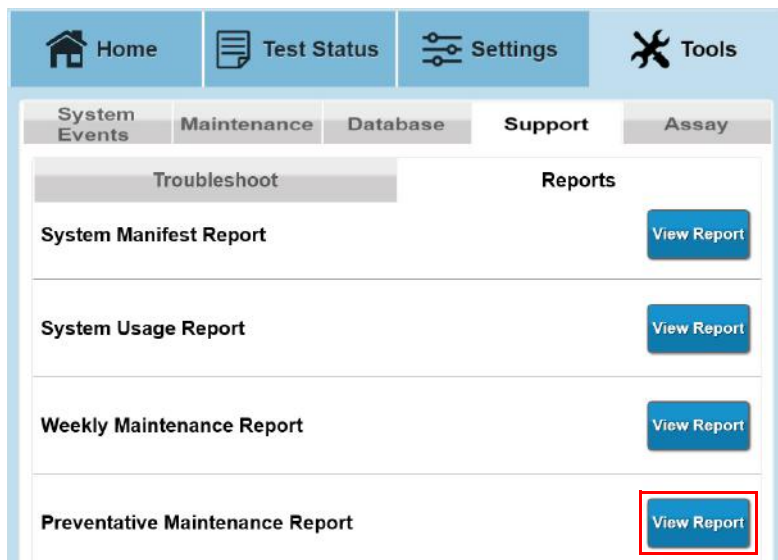 Home Test Status Settings Tools
System Events Maintenance Database Support Assay
Troubleshoot Reports
System Manifest Report View Report
System Usage Report View Report
Weekly Maintenance Report View Report
Preventative Maintenance Report View Report